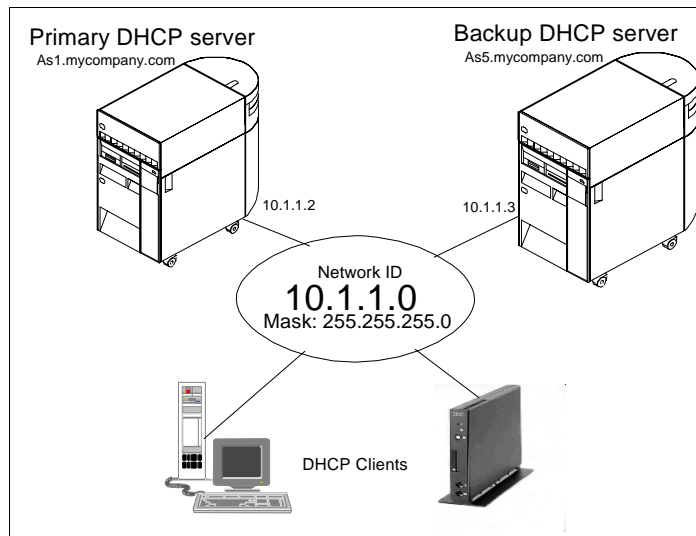 Primary DHCP server
As1.mycompany.com
Backup DHCP server
As5.mycompany.com
10.1.1.2
10.1.1.3
Network ID
10.1.1.0
Mask: 255.255.255.0
DHCP Clients